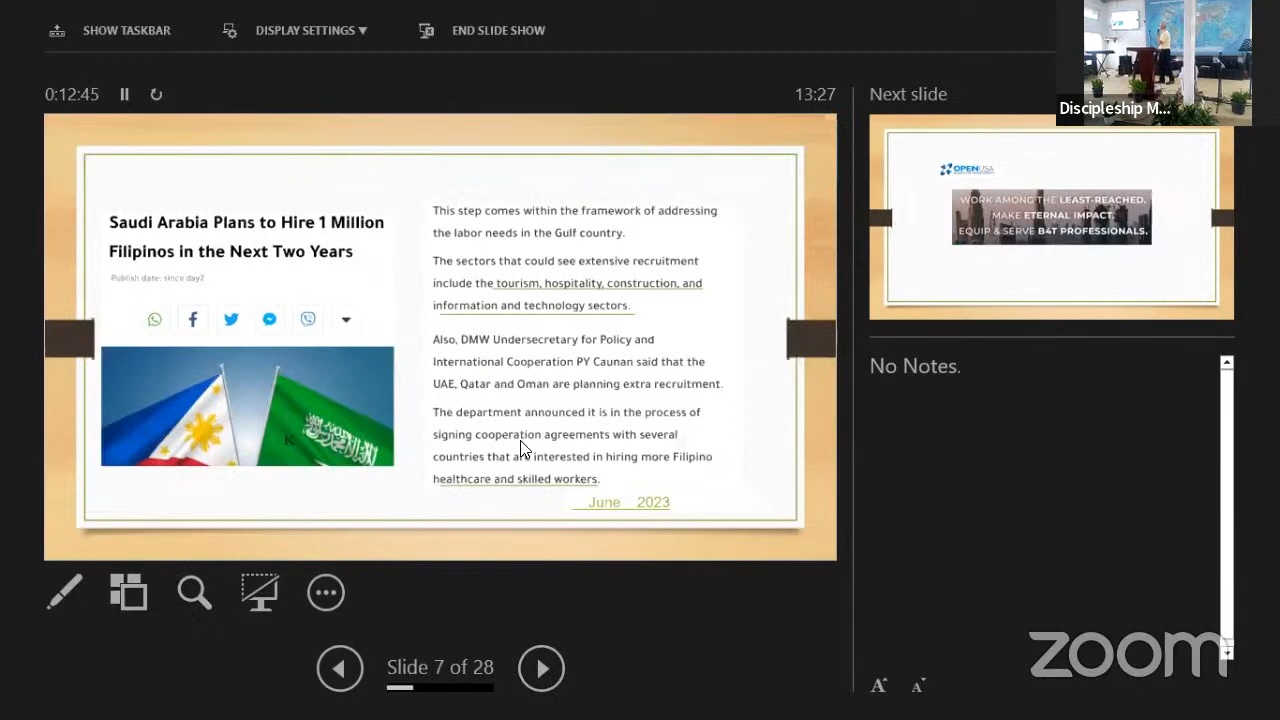 SHOW TASKBAR
DISPLAY SETTINGS
END SLIDE SHOW
0:12:45
13:27
Next slide
Discipleship M...
Saudi Arabia Plans to Hire 1 Million
Filipinos in the Next Two Years
Publish date: since day2
This step comes within the framework of addressing
the labor needs in the Gulf country.
The sectors that could see extensive recruitment
include the tourism, hospitality, construction, and
information and technology sectors.
Also, DMW Undersecretary for Policy and
International Cooperation PY Caunan said that the
UAE, Qatar and Oman are planning extra recruitment.
The department announced it is in the process of
signing cooperation agreements with several
countries that are interested in hiring more Filipino
healthcare and skilled workers.
June 2023
K
OPENUSA
WORK AMONG THE LEAST-REACHED.
MAKE ETERNAL IMPACT.
EQUIP & SERVE B4T PROFESSIONALS.
No Notes.
Slide 7 of 28
A A
zoom